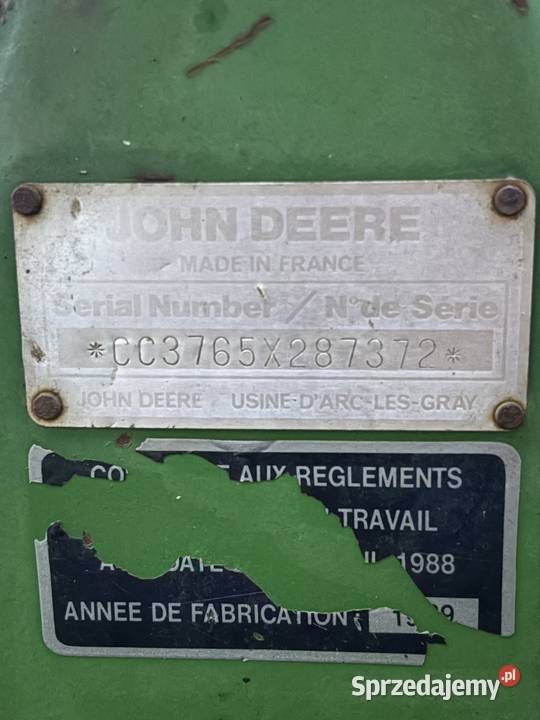 JOHN DEERE
MADE IN FRANCE
Serial Number / N° de Série
*CC3765X287372*
JOHN DEERE USINE D'ARC-LES-GRAY
AUX REGLEMENTS
TRAVAIL
1988
ANNEE DE FABRICATION
Sprzedajemy.pl